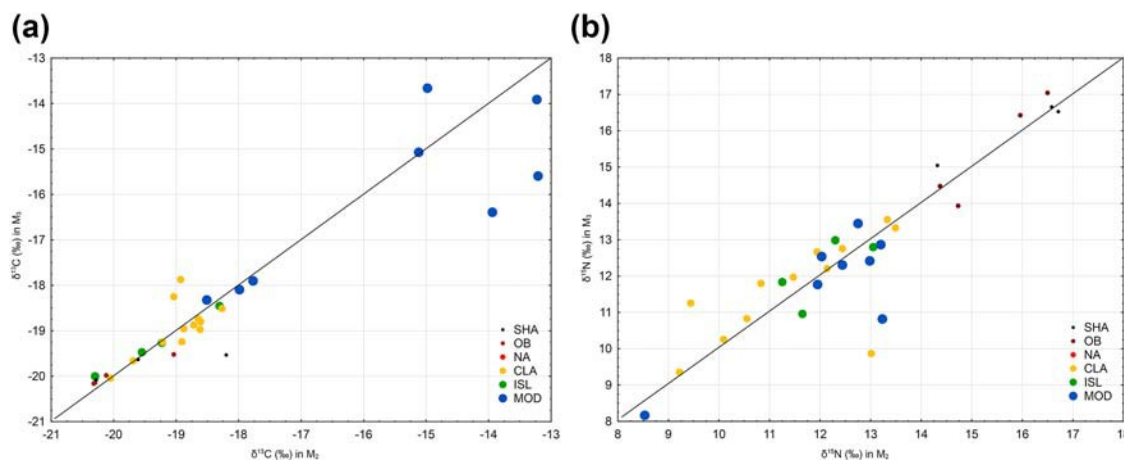 (a)
-13
-14
-15
-16
-17
-18
-19
-20
-21
δ¹³C (‰) in M₃
-21 -20 -19 -18 -17 -16 -15 -14 -13
δ¹³C (‰) in M₂
SHA
OB
NA
CLA
ISL
MOD
(b)
18
17
16
15
14
13
12
11
10
9
8
δ¹⁵N (‰) in M₃
8 9 10 11 12 13 14 15 16 17 18
δ¹⁵N (‰) in M₂
SHA
OB
NA
CLA
ISL
MOD